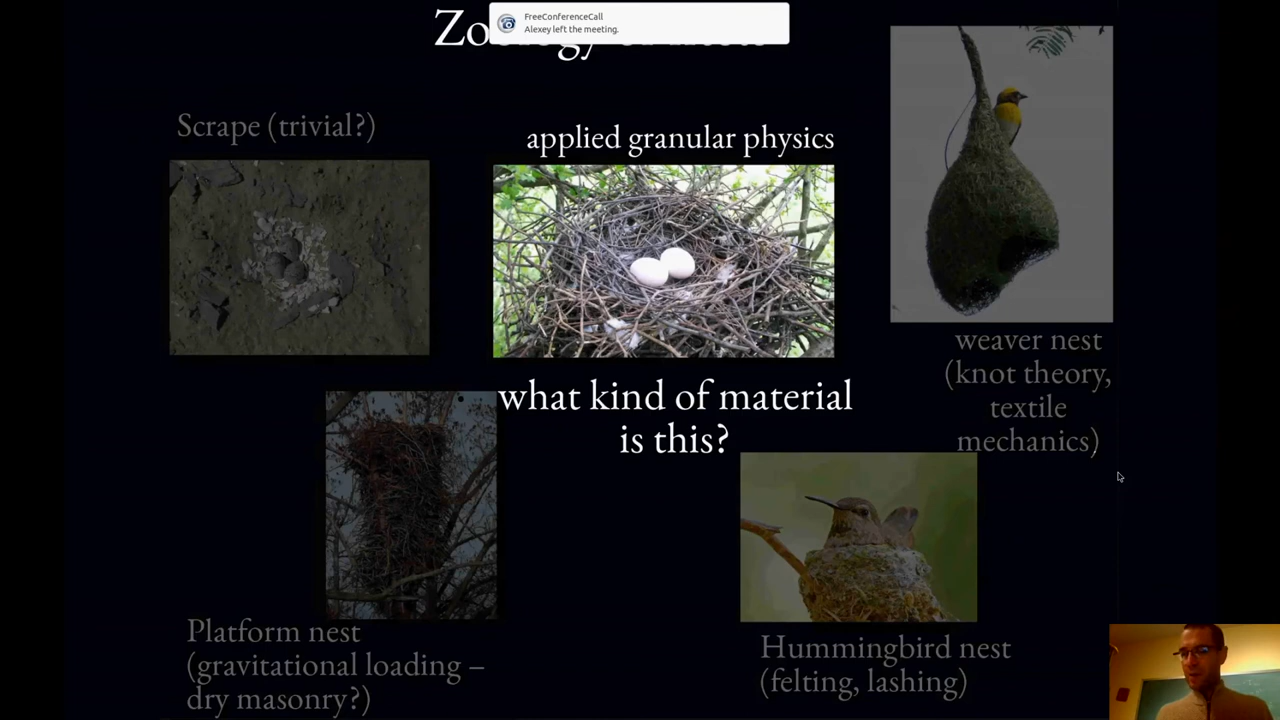 FreeConferenceCall
Alexey left the meeting.
Scrape (trivial?)
applied granular physics
what kind of material
is this?
weaver nest
(knot theory,
textile
mechanics)
Platform nest
(gravitational loading –
dry masonry?)
Hummingbird nest
(felting, lashing)